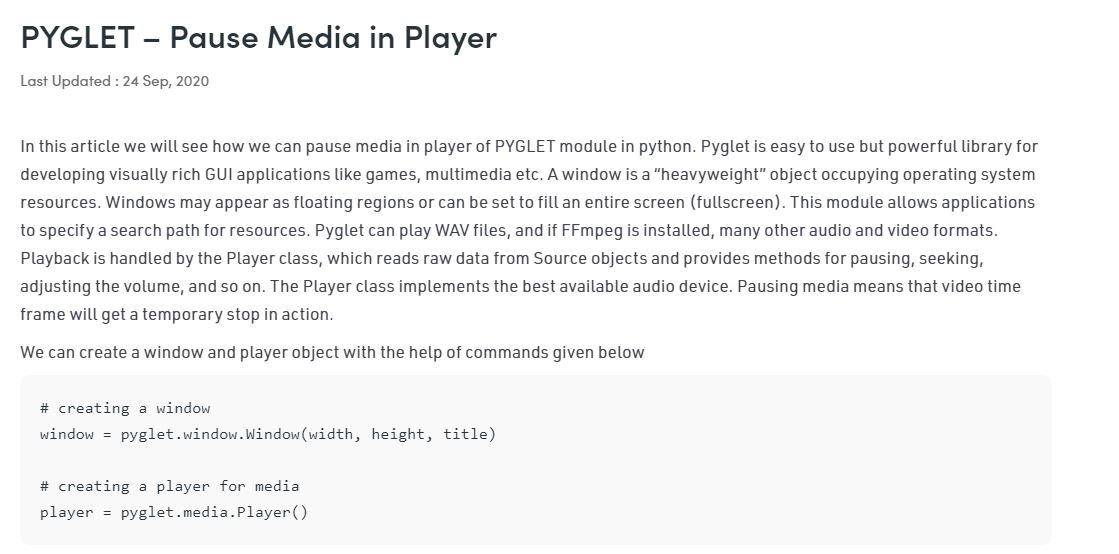 PYGLET – Pause Media in Player
Last Updated : 24 Sep, 2020
In this article we will see how we can pause media in player of PYGLET module in python. Pyglet is easy to use but powerful library for
developing visually rich GUI applications like games, multimedia etc. A window is a “heavyweight” object occupying operating system
resources. Windows may appear as floating regions or can be set to fill an entire screen (fullscreen). This module allows applications
to specify a search path for resources. Pyglet can play WAV files, and if FFmpeg is installed, many other audio and video formats.
Playback is handled by the Player class, which reads raw data from Source objects and provides methods for pausing, seeking,
adjusting the volume, and so on. The Player class implements the best available audio device. Pausing media means that video time
frame will get a temporary stop in action.
We can create a window and player object with the help of commands given below
# creating a window
window = pyglet.window.Window(width, height, title)
# creating a player for media
player = pyglet.media.Player()